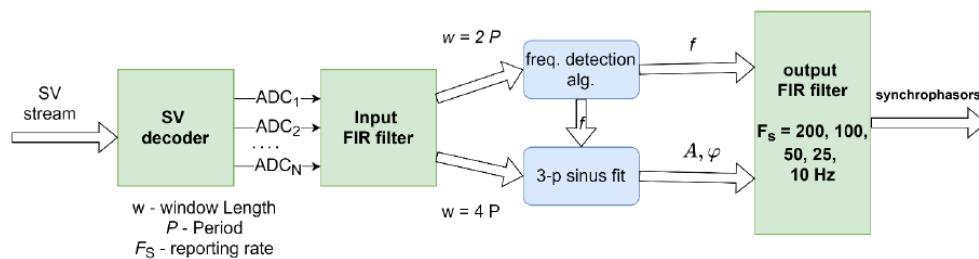 SV
stream
SV
decoder
ADC1
ADC2
....
ADCN
Input
FIR filter
w = 2 P
w = 4 P
freq. detection
alg.
f
3-p sinus fit
f
A, φ
output
FIR filter
Fs = 200, 100,
50, 25,
10 Hz
synchrophasors
w - window Length
P - Period
FS - reporting rate